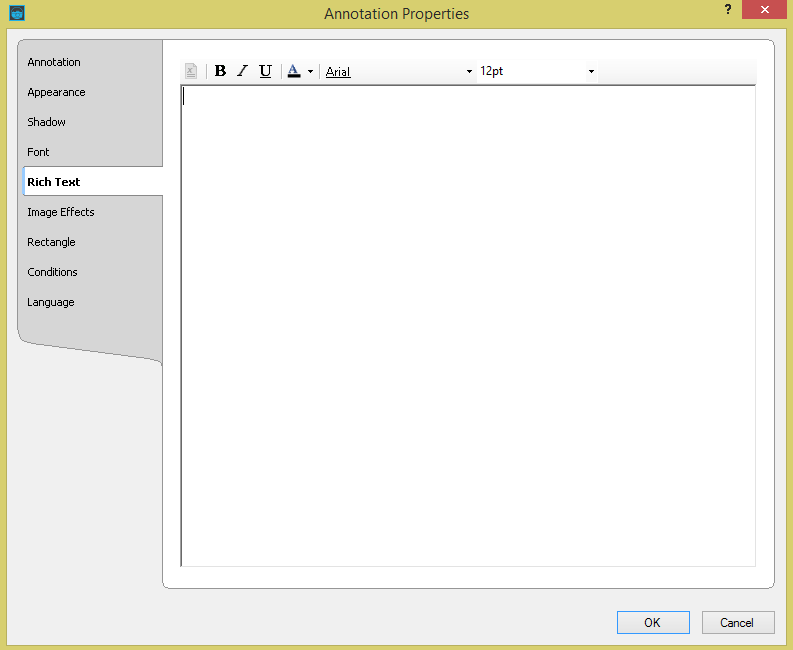 Annotation Properties
?
Annotation
Appearance
Shadow
Font
Rich Text
Image Effects
Rectangle
Conditions
Language
B I U A Arial 12pt
OK Cancel